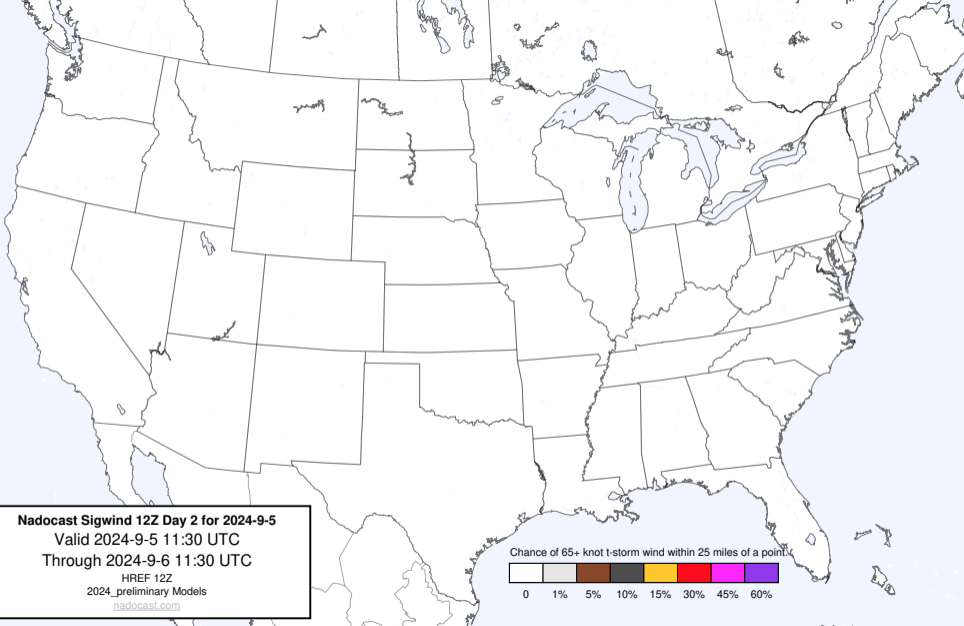 Nadocast Sigwind 12Z Day 2 for 2024-9-5
Valid 2024-9-5 11:30 UTC
Through 2024-9-6 11:30 UTC
HREF 12Z
2024_preliminary Models
nadocast.com
Chance of 65+ knot t-storm wind within 25 miles of a point.
0 1% 5% 10% 15% 30% 45% 60%